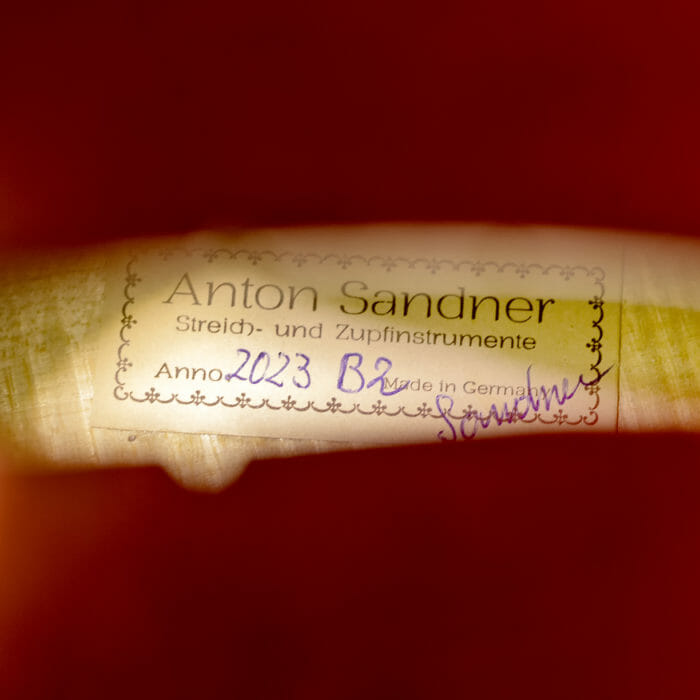 Anton Sandner
Streich- und Zupfinstrumente
Anno 2023 B2 Made in Germany
Sandner